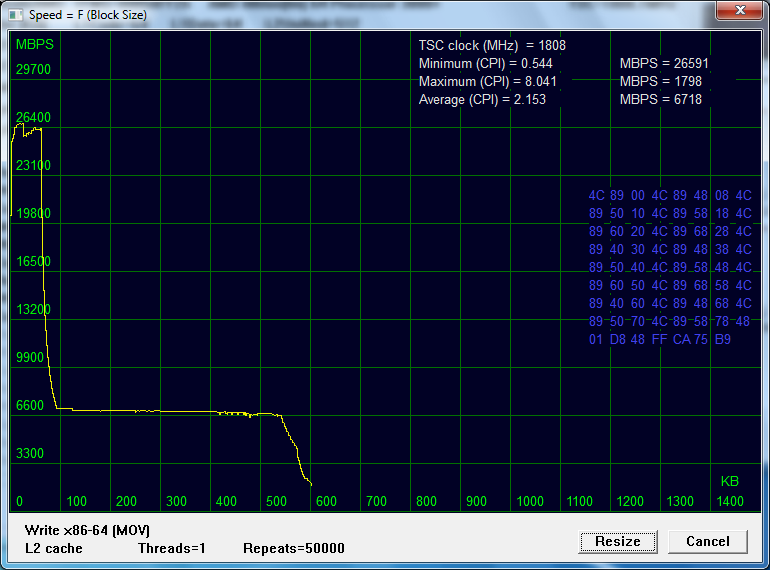 Speed = F (Block Size)
MBPS
29700
26400
23100
19800
16500
13200
9900
6600
3300
TSC clock (MHz) = 1808
Minimum (CPI) = 0.544 MBPS = 26591
Maximum (CPI) = 8.041 MBPS = 1798
Average (CPI) = 2.153 MBPS = 6718
4C 89 00 4C 89 48 08 4C
89 50 10 4C 89 58 18 4C
89 60 20 4C 89 68 28 4C
89 40 30 4C 89 48 38 4C
89 50 40 4C 89 58 48 4C
89 60 50 4C 89 68 58 4C
89 40 60 4C 89 48 68 4C
89 50 70 4C 89 58 78 48
01 D8 48 FF CA 75 B9
KB
0 100 200 300 400 500 600 700 800 900 1000 1100 1200 1300 1400
Write x86-64 (MOV)
L2 cache Threads=1 Repeats=50000
Resize Cancel